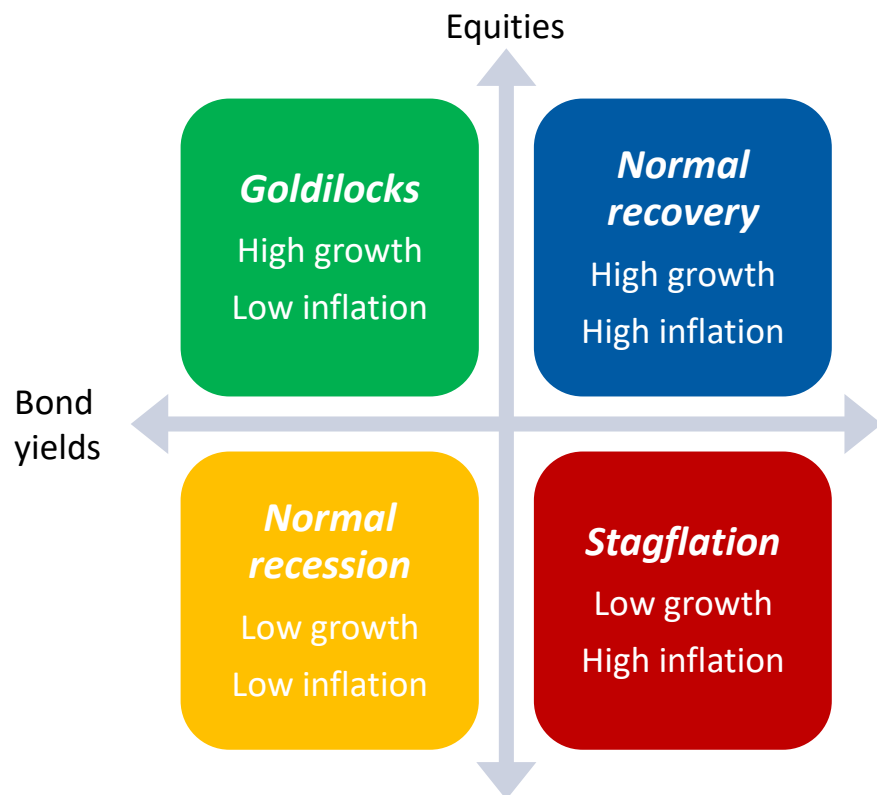 Equities
Goldilocks
High growth
Low inflation
Normal
recovery
High growth
High inflation
Bond
yields
Normal
recession
Low growth
Low inflation
Stagflation
Low growth
High inflation